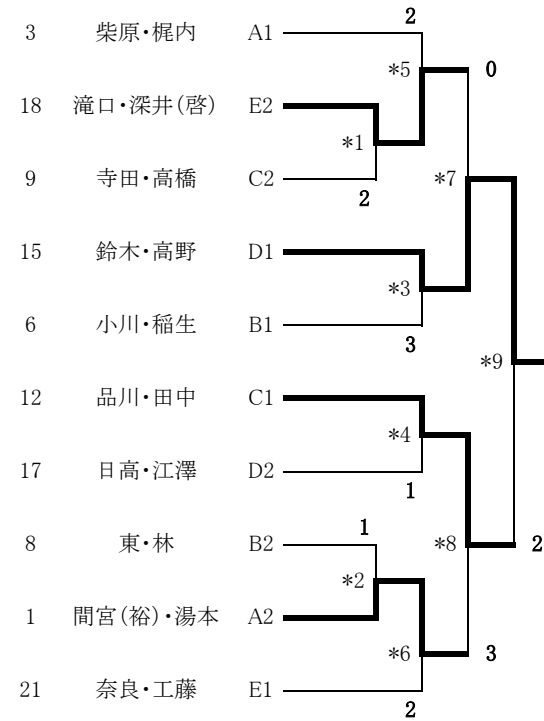 2
3 柴原・梶内 A1
*5 0
18 滝口・深井(啓) E2
*1
9 寺田・高橋 C2 *7
2
15 鈴木・高野 D1
*3
6 小川・稲生 B1
3
*9
12 品川・田中 C1
*4
17 日高・江澤 D2
1
1
8 東・林 B2 *8 2
*2
1 間宮(裕)・湯本 A2
*6 3
21 奈良・工藤 E1
2